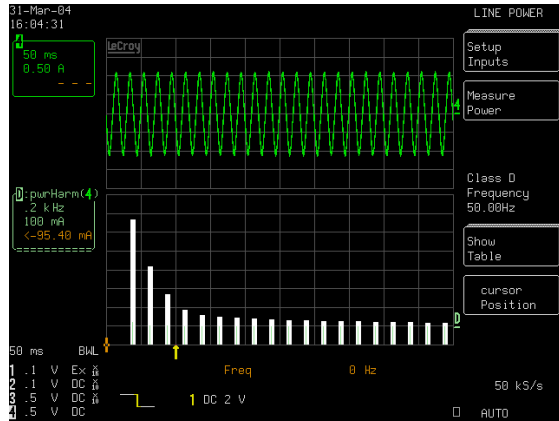 31-Mar-04
16:04:31
LINE POWER
4
50 ms
0.50 A
- - -
LeCroy
Setup
Inputs
Measure
Power
4
Class D
Frequency
50.00Hz
D:pwrHarm(4)
.2 kHz
100 mA
<-95.40 mA
Show
Table
cursor
Position
D
50 ms BWL
1 .1 V Ex
2 .1 V DC
3 .5 V DC
4 .5 V DC
Freq 0 Hz
1 DC 2 V
50 kS/s
AUTO